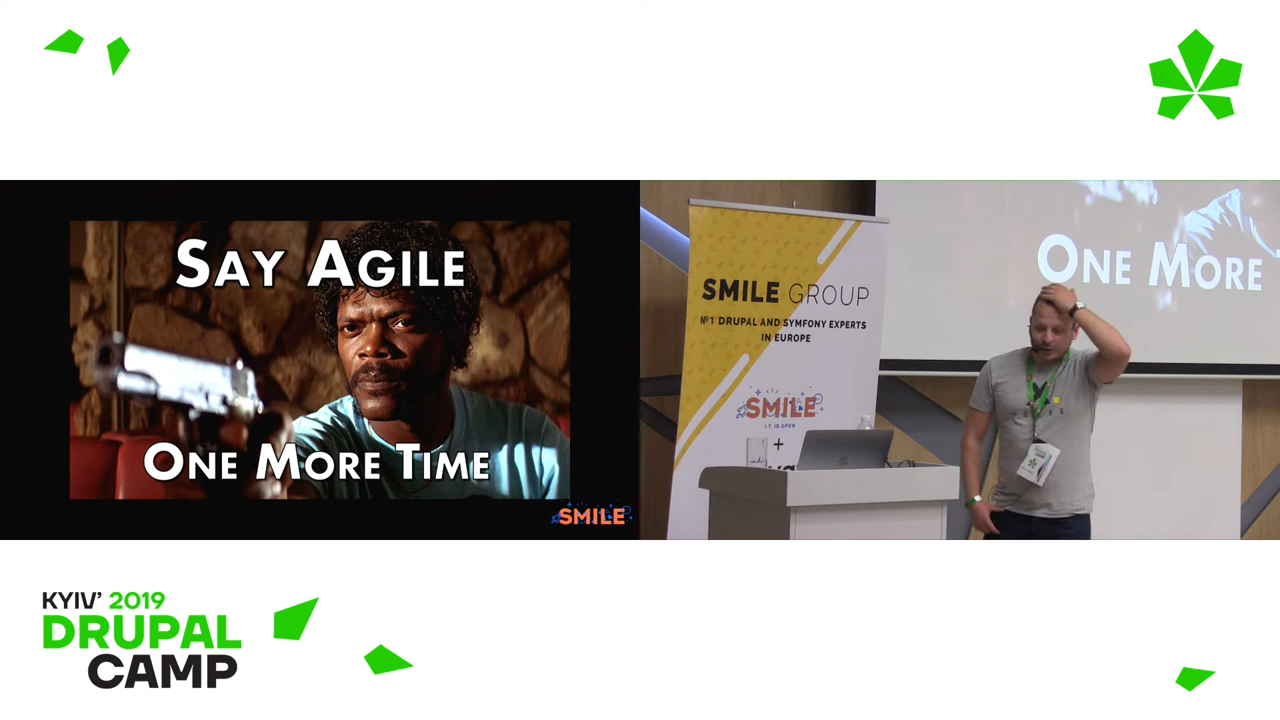 SAY AGILE
ONE MORE TIME
SMILE
SMILE GROUP
№1 DRUPAL AND SYMFONY EXPERTS
IN EUROPE
SMILE
I.T. IS OPEN
+
ONE MORE
KYIV' 2019
DRUPAL
CAMP